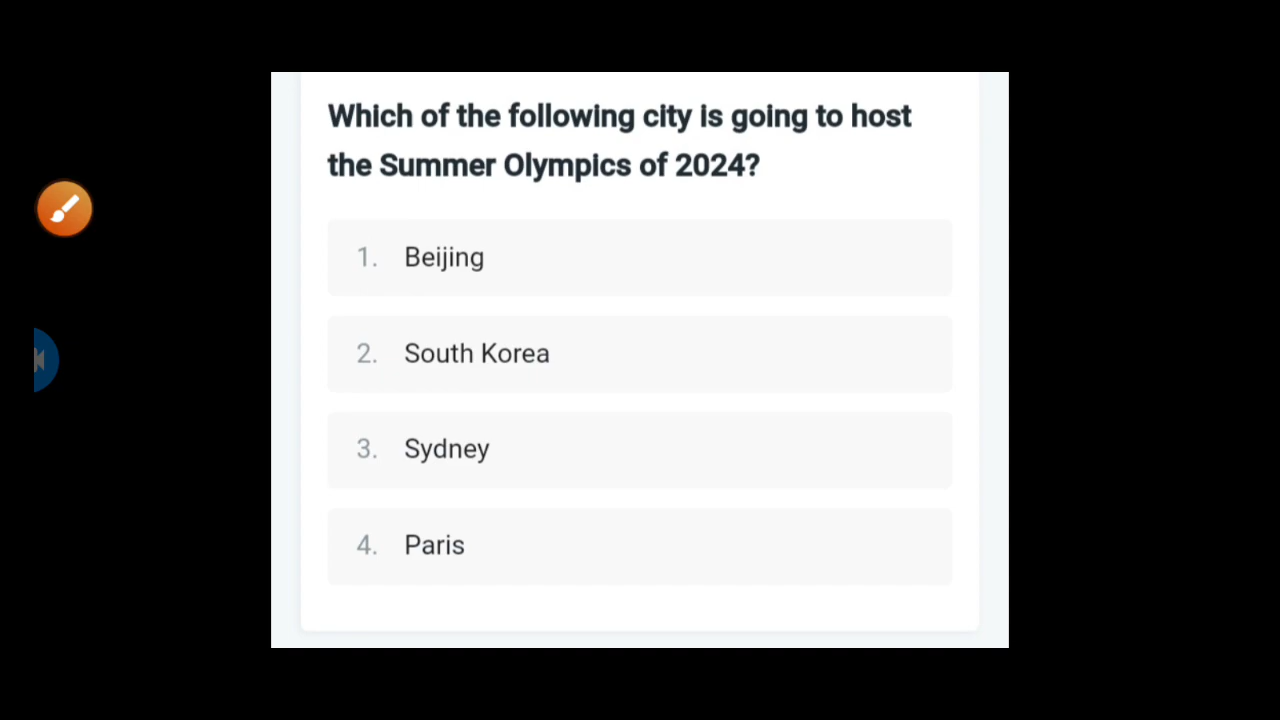 Which of the following city is going to host
the Summer Olympics of 2024?
1. Beijing
2. South Korea
3. Sydney
4. Paris